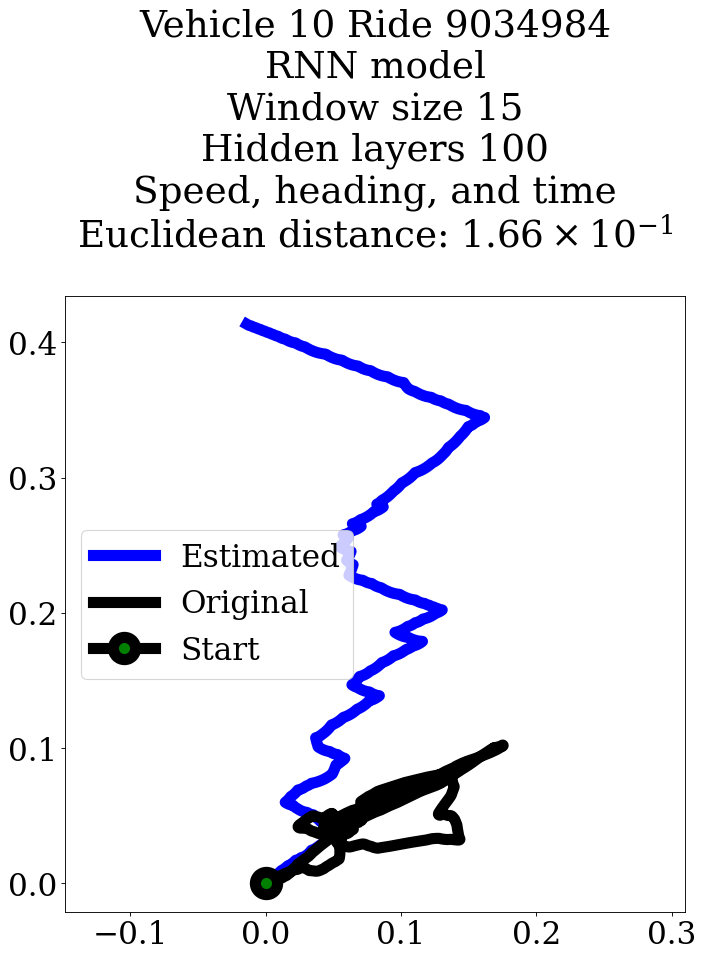 Vehicle 10 Ride 9034984
RNN model
Window size 15
Hidden layers 100
Speed, heading, and time
Euclidean distance: 1.66 × 10⁻¹
0.4
0.3
0.2
0.1
0.0
Estimated
Original
Start
−0.1 0.0 0.1 0.2 0.3